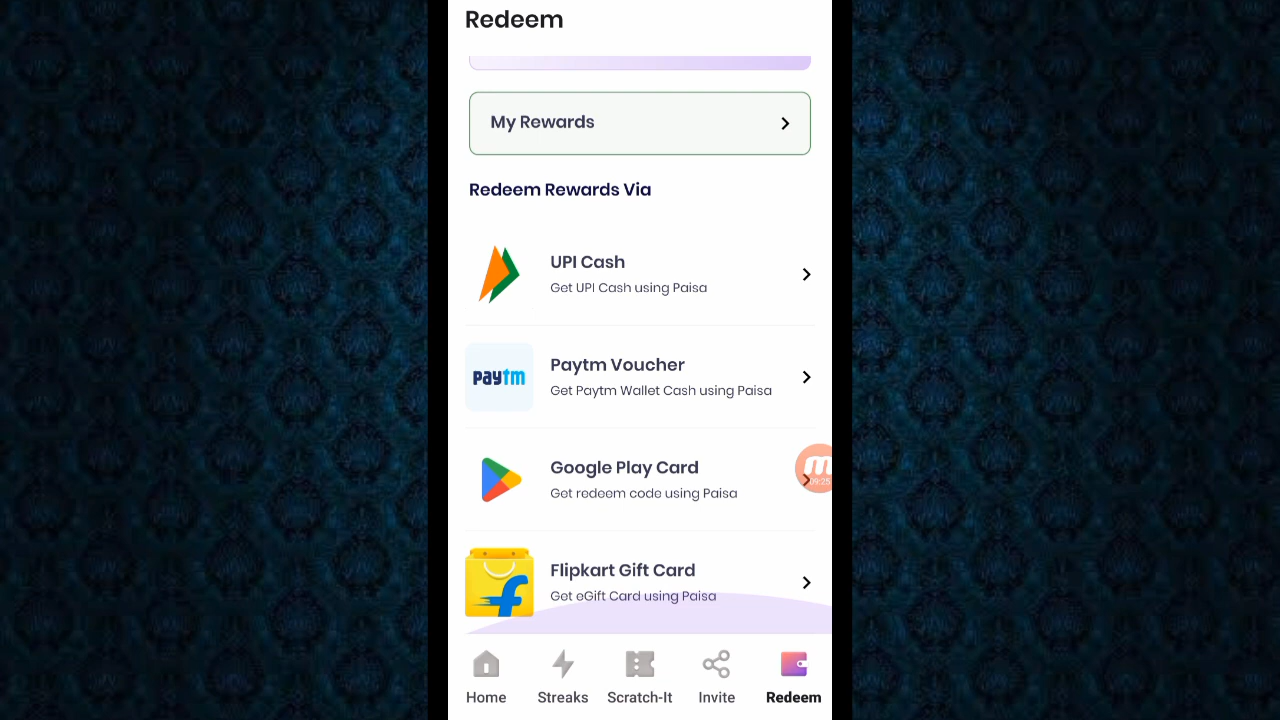 Redeem
My Rewards
Redeem Rewards Via
UPI Cash
Get UPI Cash using Paisa
paytm
Paytm Voucher
Get Paytm Wallet Cash using Paisa
Google Play Card
Get redeem code using Paisa
09:25
Flipkart Gift Card
Get eGift Card using Paisa
Home Streaks Scratch-It Invite Redeem